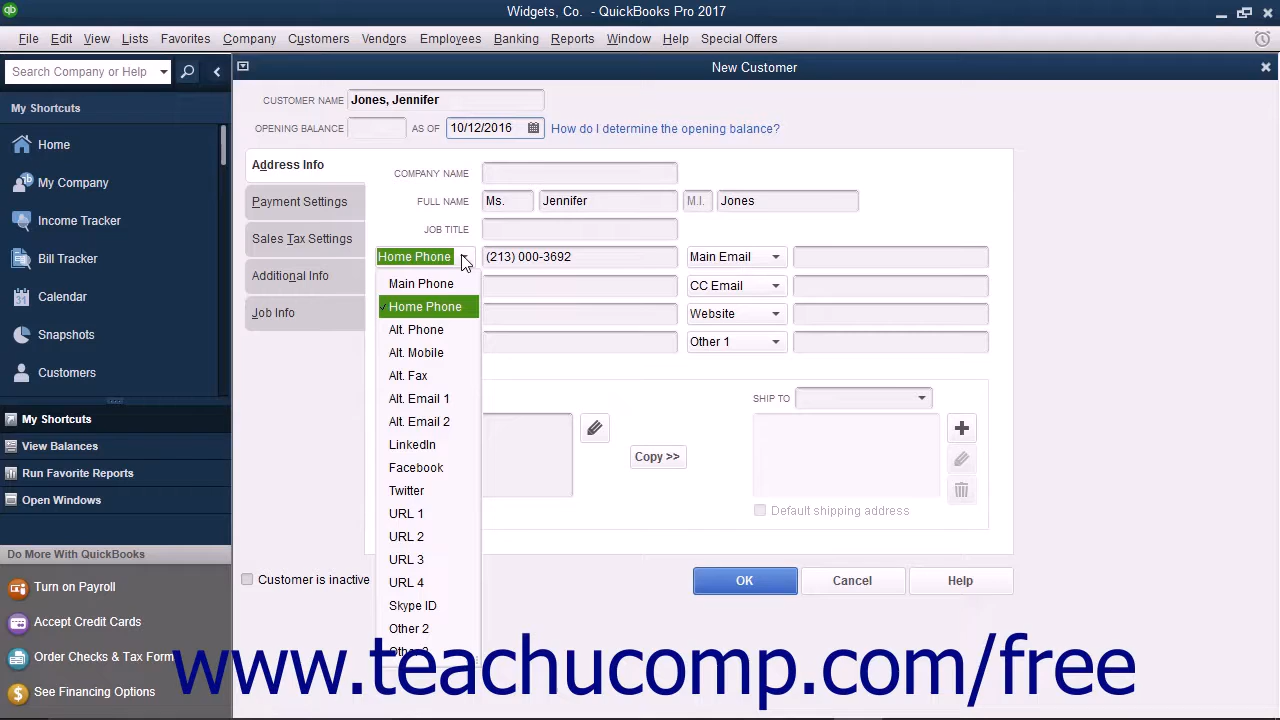 Widgets, Co. - QuickBooks Pro 2017
File Edit View Lists Favorites Company Customers Vendors Employees Banking Reports Window Help Special Offers
Search Company or Help
My Shortcuts
Home
My Company
Income Tracker
Bill Tracker
Calendar
Snapshots
Customers
My Shortcuts
View Balances
Run Favorite Reports
Open Windows
Do More With QuickBooks
Turn on Payroll
Accept Credit Cards
Order Checks & Tax Form
See Financing Options
New Customer
CUSTOMER NAME Jones, Jennifer
OPENING BALANCE AS OF 10/12/2016 How do I determine the opening balance?
Address Info
Payment Settings
Sales Tax Settings
Additional Info
Job Info
COMPANY NAME
FULL NAME Ms. Jennifer M.I. Jones
JOB TITLE
Home Phone (213) 000-3692 Main Email
CC Email
Website
Other 1
Main Phone
Home Phone
Alt. Phone
Alt. Mobile
Alt. Fax
Alt. Email 1
Alt. Email 2
LinkedIn
Facebook
Twitter
URL 1
URL 2
URL 3
URL 4
Skype ID
Other 2
Copy >>
SHIP TO
Default shipping address
Customer is inactive
OK Cancel Help
www.teachucomp.com/free